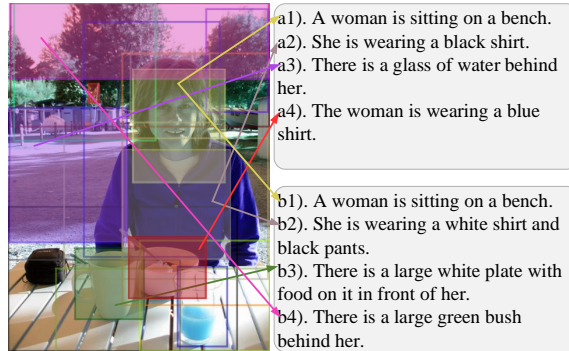 a1). A woman is sitting on a bench.
a2). She is wearing a black shirt.
a3). There is a glass of water behind
her.
a4). The woman is wearing a blue
shirt.
b1). A woman is sitting on a bench.
b2). She is wearing a white shirt and
black pants.
b3). There is a large white plate with
food on it in front of her.
b4). There is a large green bush
behind her.